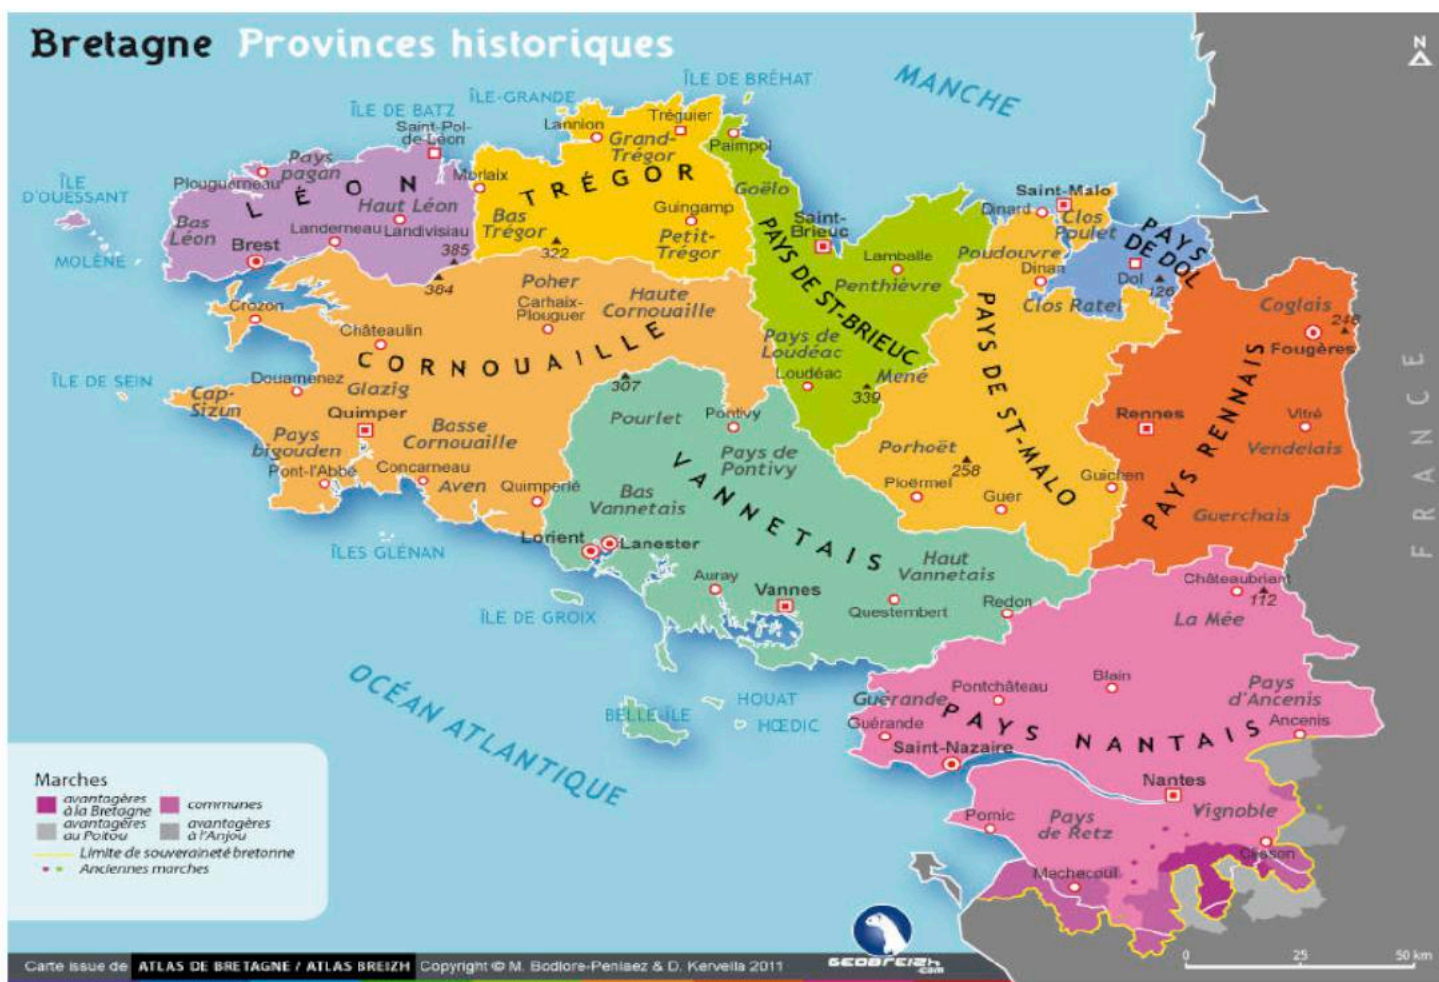 Bretagne Provinces historiques
N
MANCHE
ÎLE DE BRÉHAT
ÎLE-GRANDE
ÎLE DE BATZ
Saint-Pol-
de-Léon
Lannion
Tréguier
Grand-
Trégor
Paimpol
Pays
pagan
Plouguerneau
ÎLE
D'OUESSANT
LÉON
Morlaix
TRÉGOR
Goëlo
Haut Léon
Bas
Léon
Landerneau
Landivisiau
Brest
385
384
MOLÈNE
Bas
Trégor
322
Guingamp
Petit-
Trégor
Saint-
Brieuc
PAYS DE ST-BRIEUC
Lamballe
Penthièvre
Saint-Malo
Dinard
Clos
Poulet
Poudouvre
Dinan
PAYS
DE DOL
Dol
126
Clos Ratel
Coglais
246
Fougères
Crozon
Poher
Carhaix-
Plouguer
Haute
Cornouaille
Châteaulin
CORNOUAILLE
Pays de
Loudéac
Loudéac
Mené
339
PAYS DE ST-MALO
PAYS RENNAIS
Rennes
Vitré
Vendelais
FRANCE
ÎLE DE SEIN
Cap-
Sizun
Douarnenez
Glazig
Quimper
307
Pourlet
Pontivy
Pays de
Pontivy
Basse
Cornouaille
Pays
bigouden
Pont-l'Abbé
Concarneau
Aven
Quimperlé
Porhoët
258
Ploërmel
Guer
Guichen
Guerchais
VANNETAIS
Bas
Vannetais
Lorient
Lanester
ÎLES GLÉNAN
Auray
Vannes
Haut
Vannetais
Questembert
Redon
ÎLE DE GROIX
Châteaubriant
112
La Mée
OCÉAN ATLANTIQUE
BELLE-ÎLE
HOUAT
HŒDIC
Guérande
Guérande
Pontchâteau
Blain
Pays
d'Ancenis
Ancenis
PAYS NANTAIS
Saint-Nazaire
Nantes
Vignoble
Pornic
Pays
de Retz
Machecoul
Clisson
Marches
avantagères
à la Bretagne
communes
avantagères
au Poitou
avantagères
à l'Anjou
Limite de souveraineté bretonne
Anciennes marches
GEOBREIZH
.com
0 25 50 km
Carte issue de ATLAS DE BRETAGNE / ATLAS BREIZH Copyright © M. Bodlore-Penlaez & D. Kervella 2011